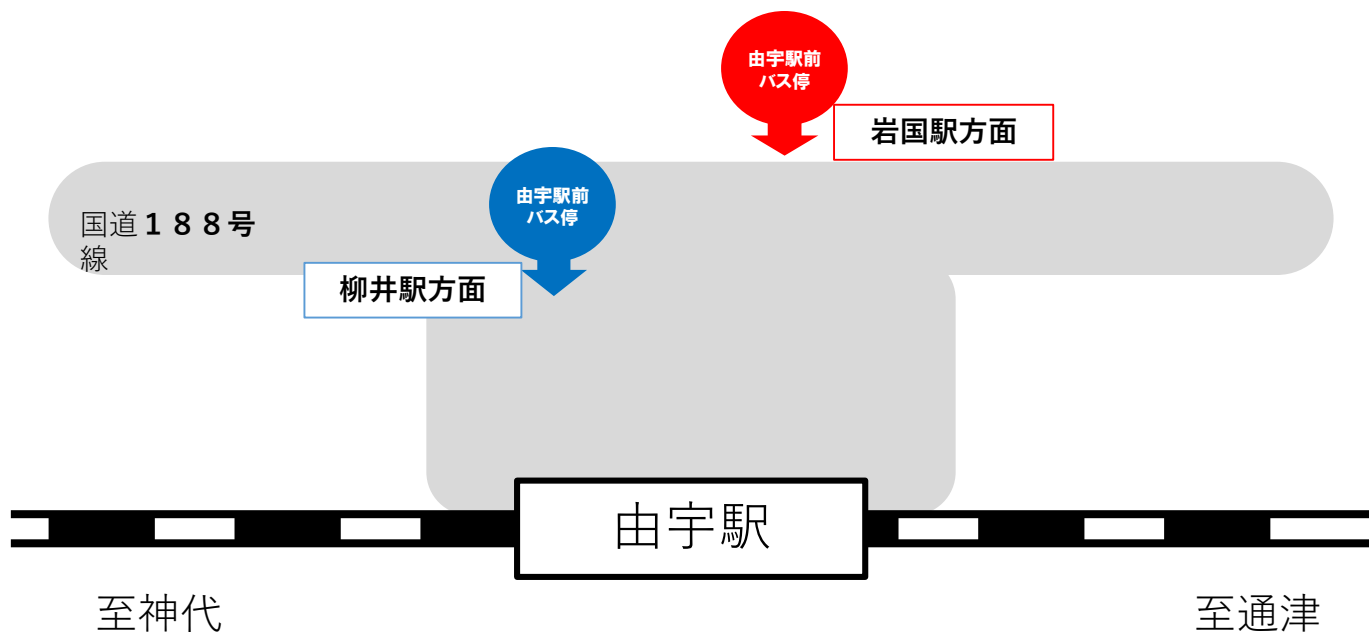 由宇駅前
バス停
岩国駅方面
由宇駅前
バス停
国道１８８号
線
柳井駅方面
由宇駅
至神代
至通津